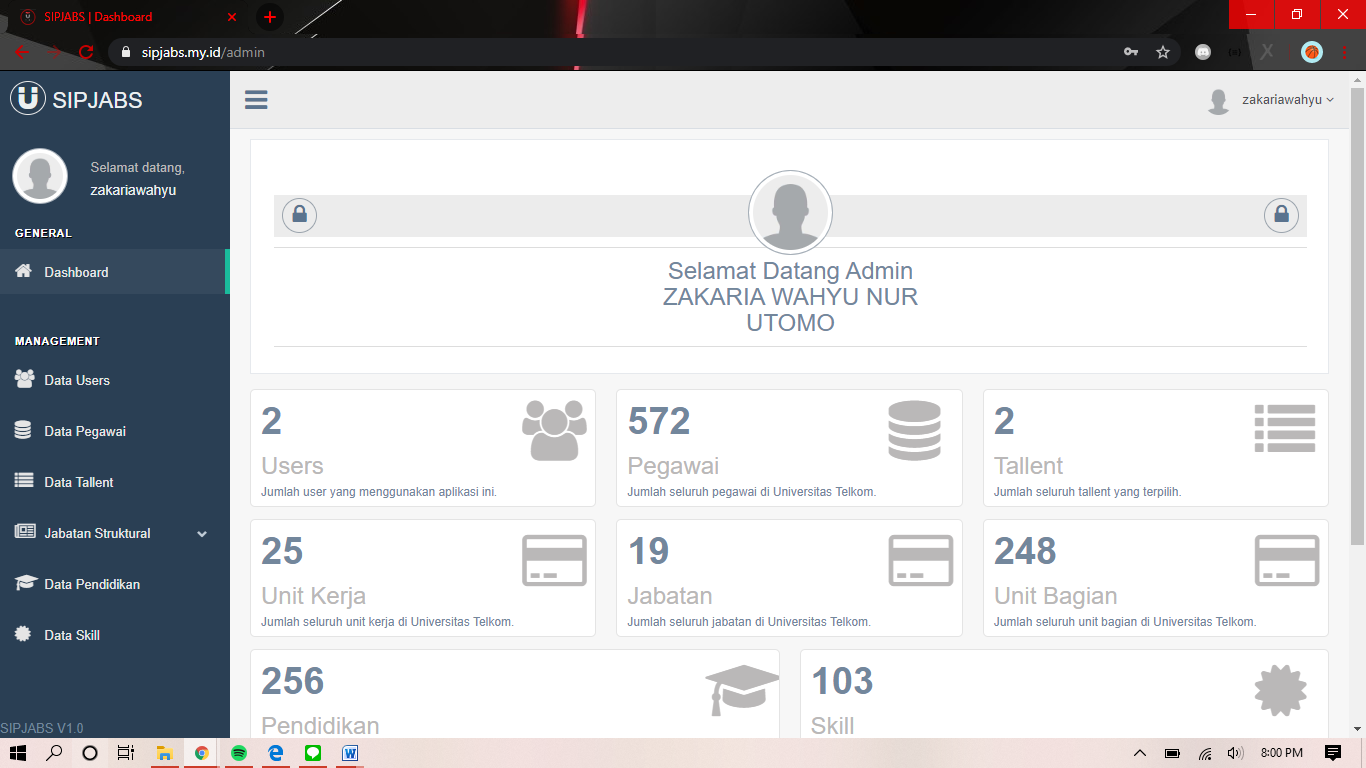 SIPJABS | Dashboard
sipjabs.my.id/admin
SIPJABS
zakariawahyu
Selamat datang,
zakariawahyu
GENERAL
Dashboard
MANAGEMENT
Data Users
Data Pegawai
Data Tallent
Jabatan Struktural
Data Pendidikan
Data Skill
SIPJABS V1.0
Selamat Datang Admin
ZAKARIA WAHYU NUR
UTOMO
2
Users
Jumlah user yang menggunakan aplikasi ini.
572
Pegawai
Jumlah seluruh pegawai di Universitas Telkom.
2
Tallent
Jumlah seluruh tallent yang terpilih.
25
Unit Kerja
Jumlah seluruh unit kerja di Universitas Telkom.
19
Jabatan
Jumlah seluruh jabatan di Universitas Telkom.
248
Unit Bagian
Jumlah seluruh unit bagian di Universitas Telkom.
256
Pendidikan
103
Skill
8:00 PM